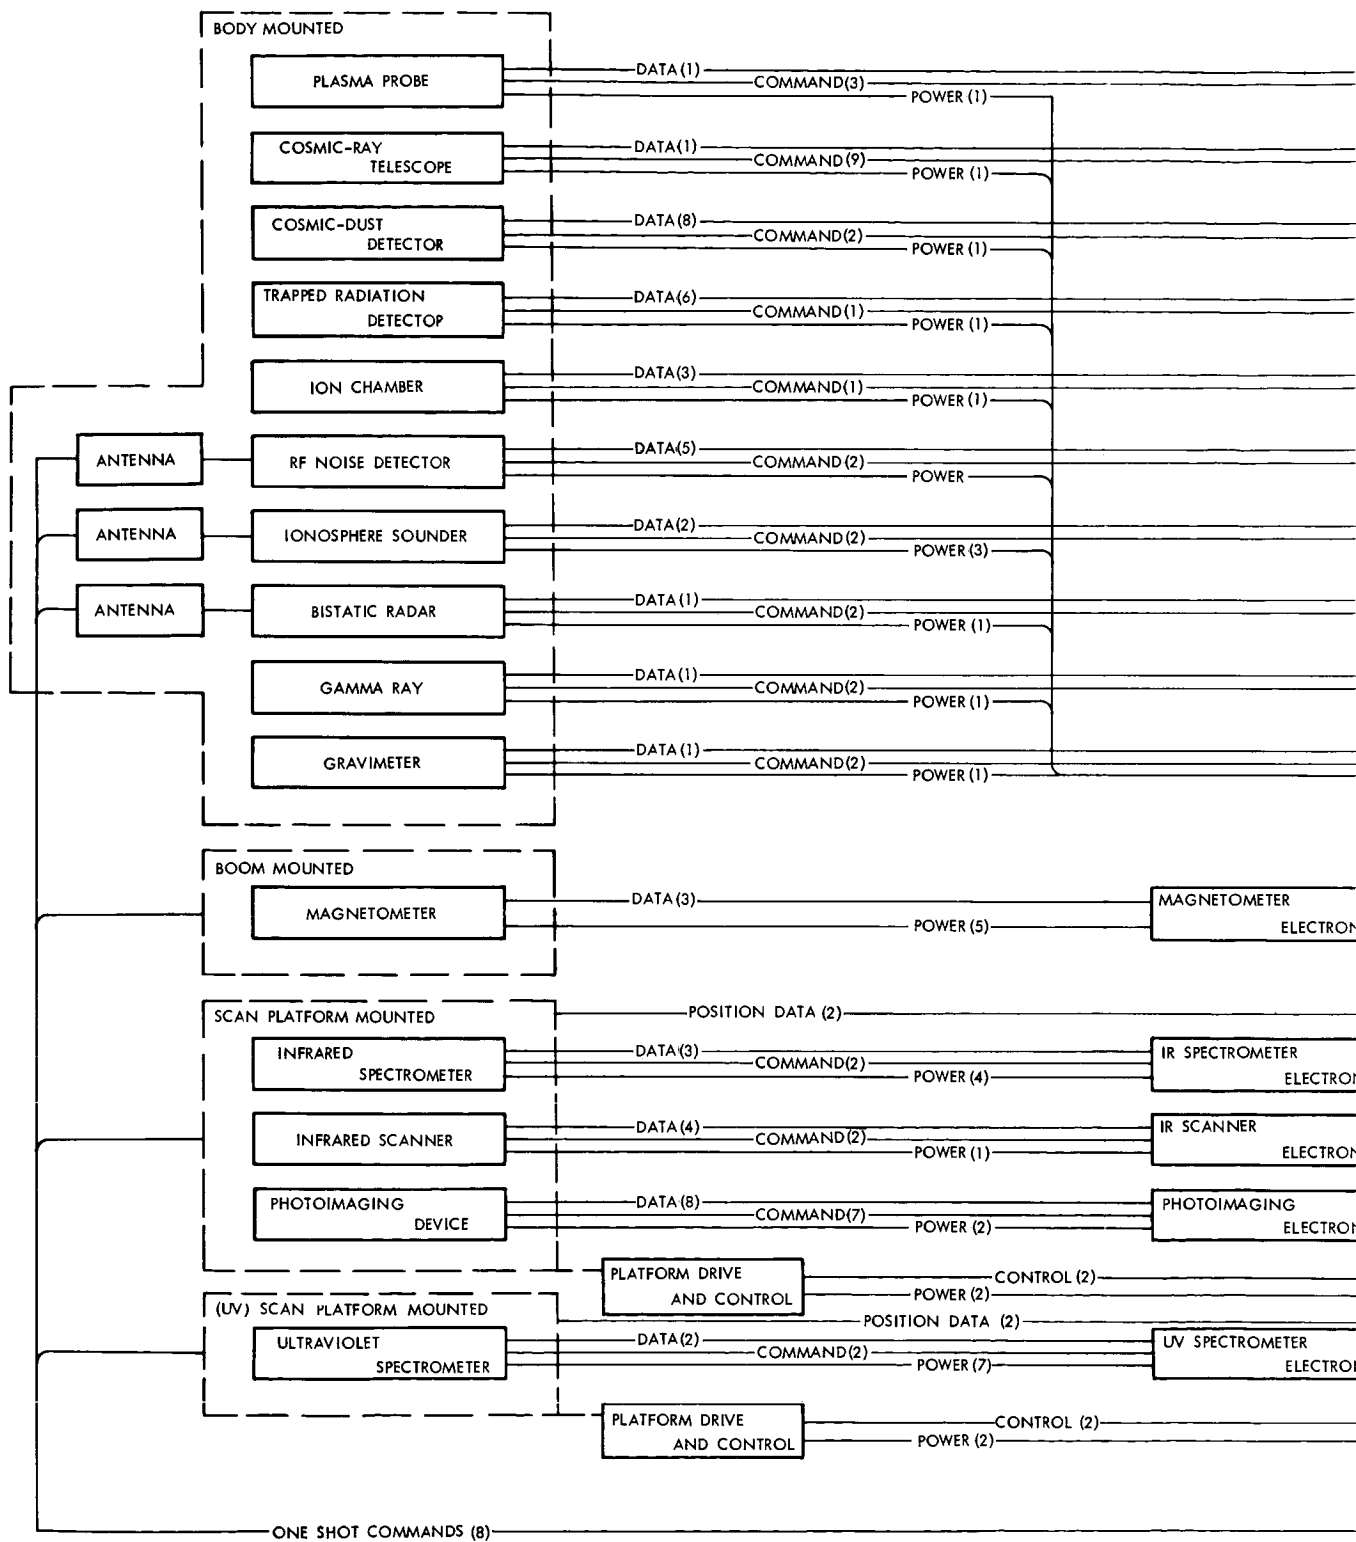 BODY MOUNTED
PLASMA PROBE
DATA(1)
COMMAND(3)
POWER (1)
COSMIC-RAY
TELESCOPE
DATA(1)
COMMAND(9)
POWER (1)
COSMIC-DUST
DETECTOR
DATA(8)
COMMAND(2)
POWER (1)
TRAPPED RADIATION
DETECTOP
DATA(6)
COMMAND(1)
POWER (1)
ION CHAMBER
DATA(3)
COMMAND(1)
POWER (1)
ANTENNA
RF NOISE DETECTOR
DATA(5)
COMMAND(2)
POWER
ANTENNA
IONOSPHERE SOUNDER
DATA(2)
COMMAND(2)
POWER(3)
ANTENNA
BISTATIC RADAR
DATA(1)
COMMAND(2)
POWER(1)
GAMMA RAY
DATA(1)
COMMAND(2)
POWER (1)
GRAVIMETER
DATA(1)
COMMAND(2)
POWER (1)
BOOM MOUNTED
MAGNETOMETER
DATA(3)
POWER (5)
MAGNETOMETER
ELECTRON
SCAN PLATFORM MOUNTED
POSITION DATA (2)
INFRARED
SPECTROMETER
DATA(3)
COMMAND(2)
POWER (4)
IR SPECTROMETER
ELECTRON
INFRARED SCANNER
DATA(4)
COMMAND(2)
POWER (1)
IR SCANNER
ELECTRON
PHOTOIMAGING
DEVICE
DATA(8)
COMMAND(7)
POWER (2)
PHOTOIMAGING
ELECTRON
PLATFORM DRIVE
AND CONTROL
CONTROL (2)
POWER(2)
(UV) SCAN PLATFORM MOUNTED
POSITION DATA (2)
ULTRAVIOLET
SPECTROMETER
DATA(2)
COMMAND(2)
POWER(7)
UV SPECTROMETER
ELECTRON
PLATFORM DRIVE
AND CONTROL
CONTROL (2)
POWER (2)
ONE SHOT COMMANDS (8)